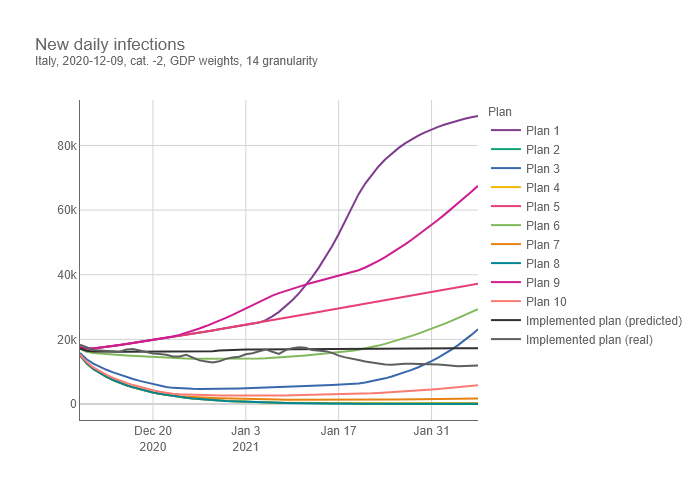 New daily infections
Italy, 2020-12-09, cat. -2, GDP weights, 14 granularity
80k
60k
40k
20k
0
Dec 20
2020
Jan 3
2021
Jan 17
Jan 31
Plan
Plan 1
Plan 2
Plan 3
Plan 4
Plan 5
Plan 6
Plan 7
Plan 8
Plan 9
Plan 10
Implemented plan (predicted)
Implemented plan (real)